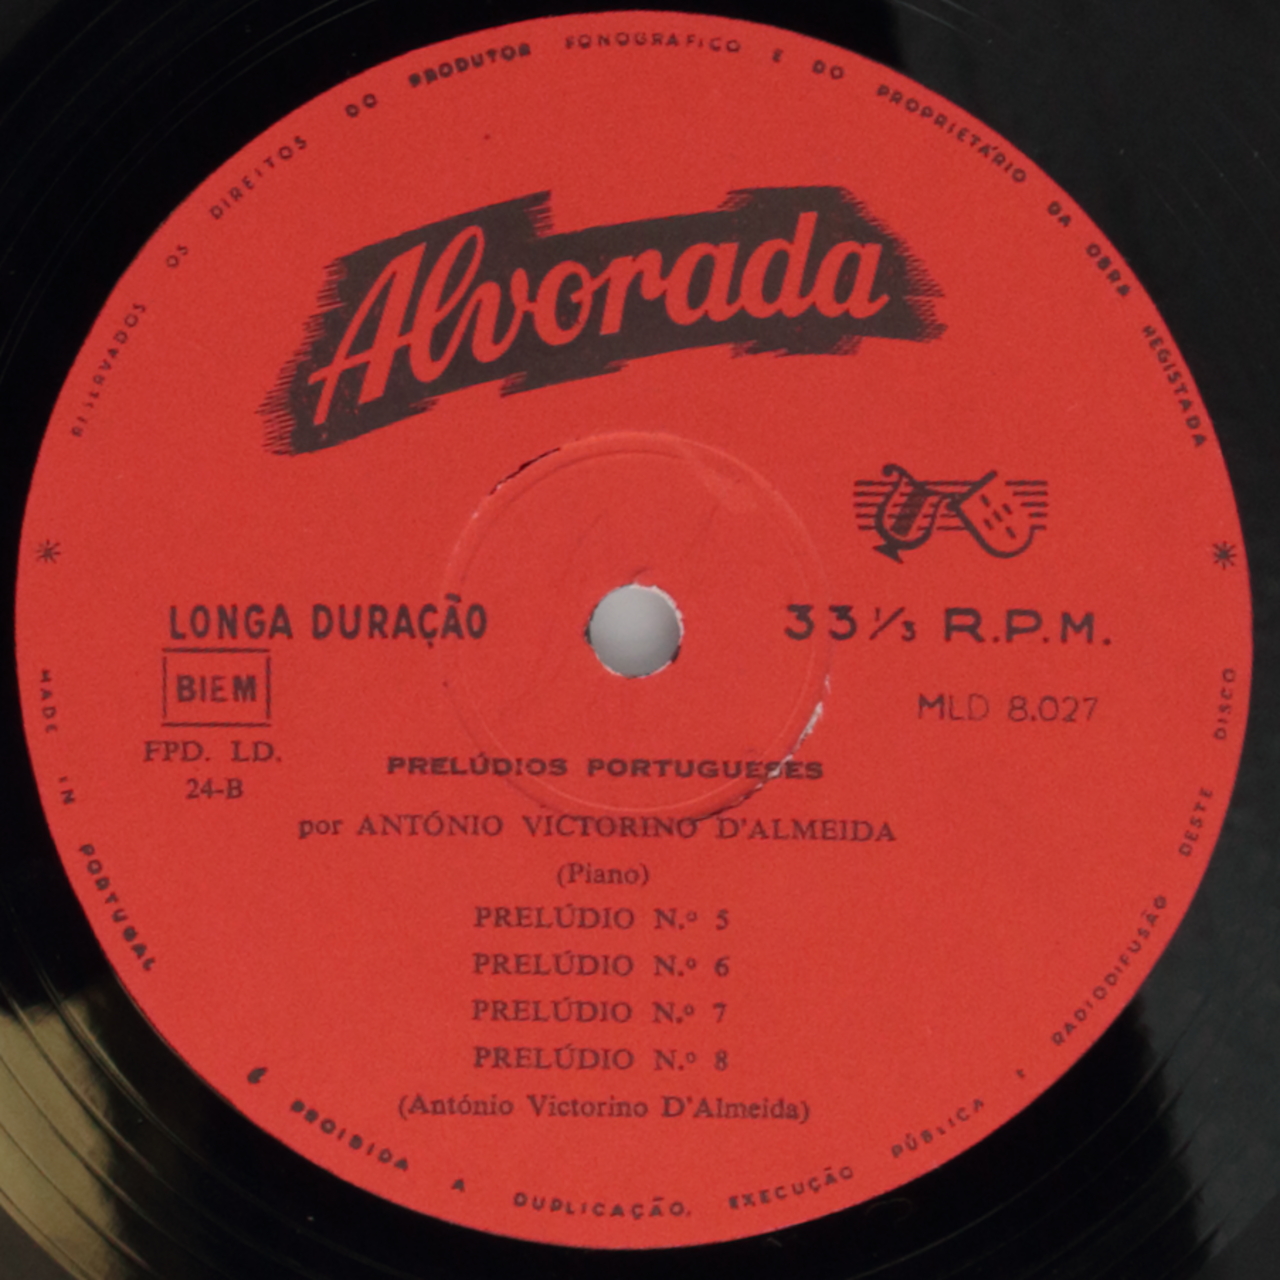 RESERVADOS OS DIREITOS DO PRODUTOR FONOGRAFICO E DO PROPRIETÁRIO DA OBRA REGISTADA
Alvorada
LONGA DURAÇÃO
33 1/3 R.P.M.
BIEM
MLD 8.027
FPD. LD.
24-B
PRELÚDIOS PORTUGUESES
por ANTÓNIO VICTORINO D'ALMEIDA
(Piano)
PRELÚDIO N.º 5
PRELÚDIO N.º 6
PRELÚDIO N.º 7
PRELÚDIO N.º 8
(António Victorino D'Almeida)
MADE IN PORTUGAL
É PROIBIDA A DUPLICAÇÃO, EXECUÇÃO PÚBLICA E RADIODIFUSÃO DESTE DISCO